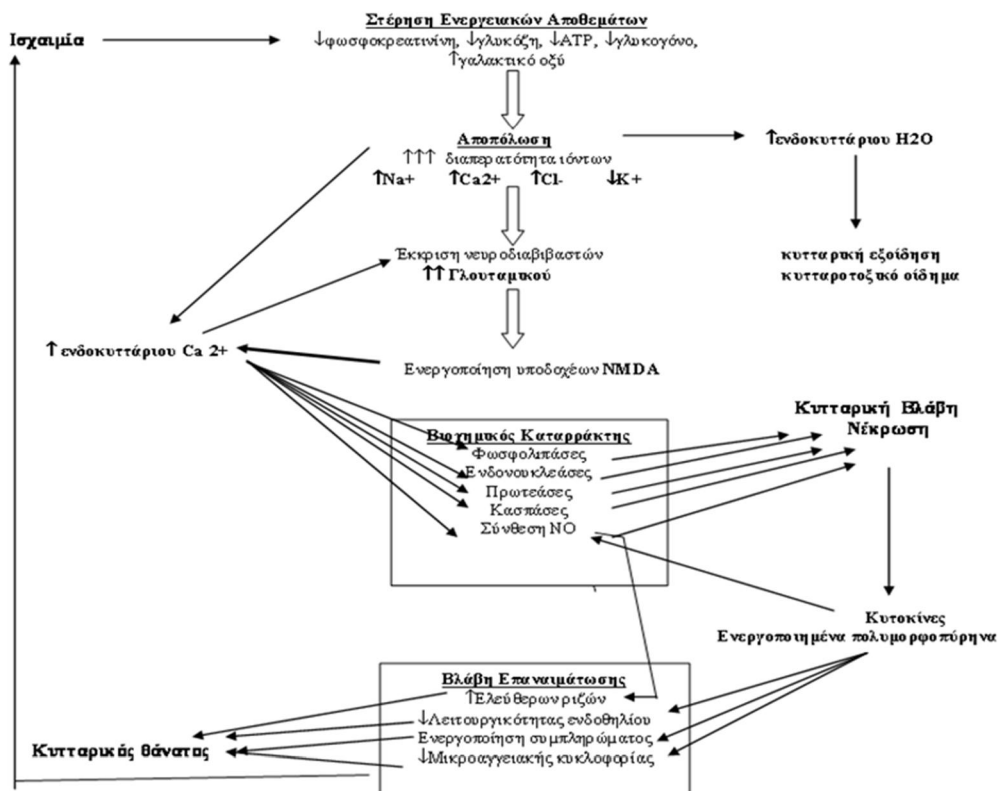 Στέρηση Ενεργειακών Αποθεμάτων
Ισχαιμία
↓φωσφοκρεατινίνη, ↓γλυκόζη, ↓ATP, ↓γλυκογόνο,
↑γαλακτικό οξύ
Αποπόλωση
↑ενδοκυττάριου H2O
↑↑↑ διαπερατότητα ιόντων
↑Na+ ↑Ca2+ ↑Cl- ↓K+
Έκκριση νευροδιαβιβαστών
↑↑ Γλουταμικού
κυτταρική εξοίδηση
κυτταροτοξικό οίδημα
↑ ενδοκυττάριου Ca 2+
Ενεργοποίηση υποδοχέων NMDA
Κυτταρική Βλάβη
Νέκρωση
Βιοχημικός Καταρράκτης
Φωσφολιπάσες
Ενδονουκλεάσες
Πρωτεάσες
Κασπάσες
Σύνθεση NO
Κυτοκίνες
Ενεργοποιημένα πολυμορφοπύρηνα
Βλάβη Επαναιμάτωσης
↑Ελεύθερων ριζών
↓Λειτουργικότητας ενδοθηλίου
Ενεργοποίηση συμπληρώματος
↓Μικροαγγειακής κυκλοφορίας
Κυτταρικός θάνατος